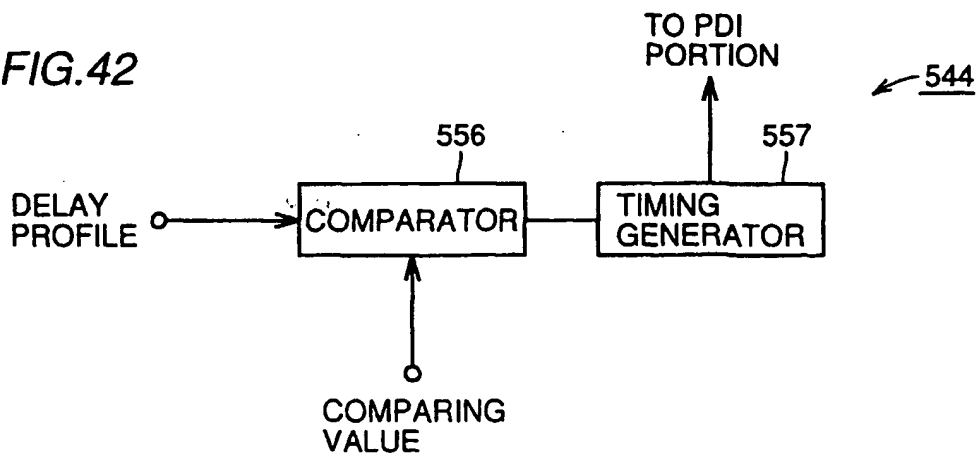 FIG.42
TO PDI
PORTION
544
556
557
DELAY
PROFILE
COMPARATOR
TIMING
GENERATOR
COMPARING
VALUE